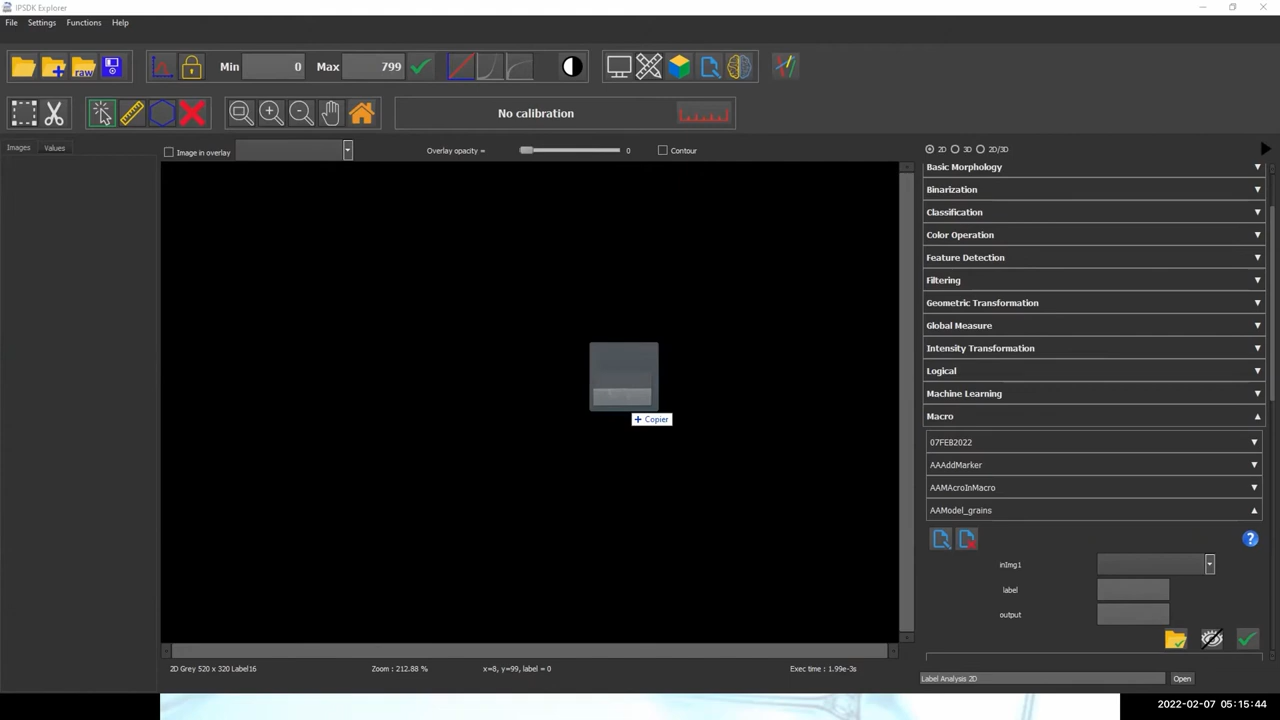 IPSDK Explorer
File Settings Functions Help
raw Min 0 Max 799
No calibration
Images Values Image in overlay Overlay opacity = 0 Contour 2D 3D 2D/3D
Basic Morphology
Binarization
Classification
Color Operation
Feature Detection
Filtering
Geometric Transformation
Global Measure
Intensity Transformation
Logical
Machine Learning
Macro
+ Copier
07FEB2022
AAAddMarker
AAMAcroInMacro
AAModel_grains
?
inImg1
label
output
2D Grey 520 x 320 Label16 Zoom : 212.88 % x=8, y=99, label = 0 Exec time : 1.99e-3s
Label Analysis 2D Open
2022-02-07 05:15:44